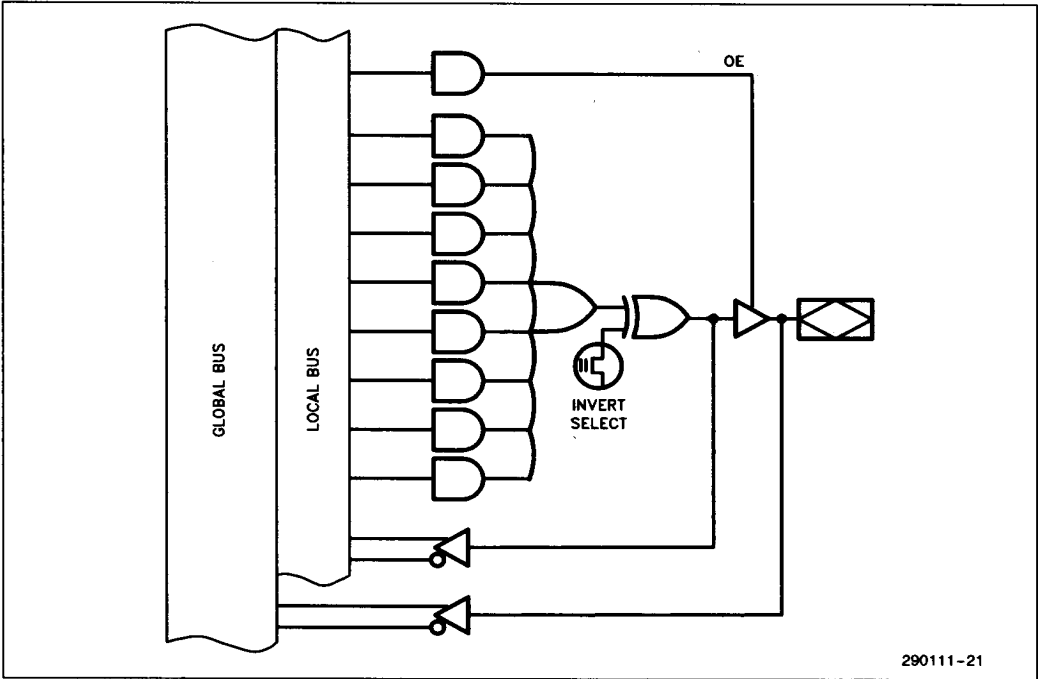 OE
GLOBAL BUS
LOCAL BUS
INVERT
SELECT
290111-21